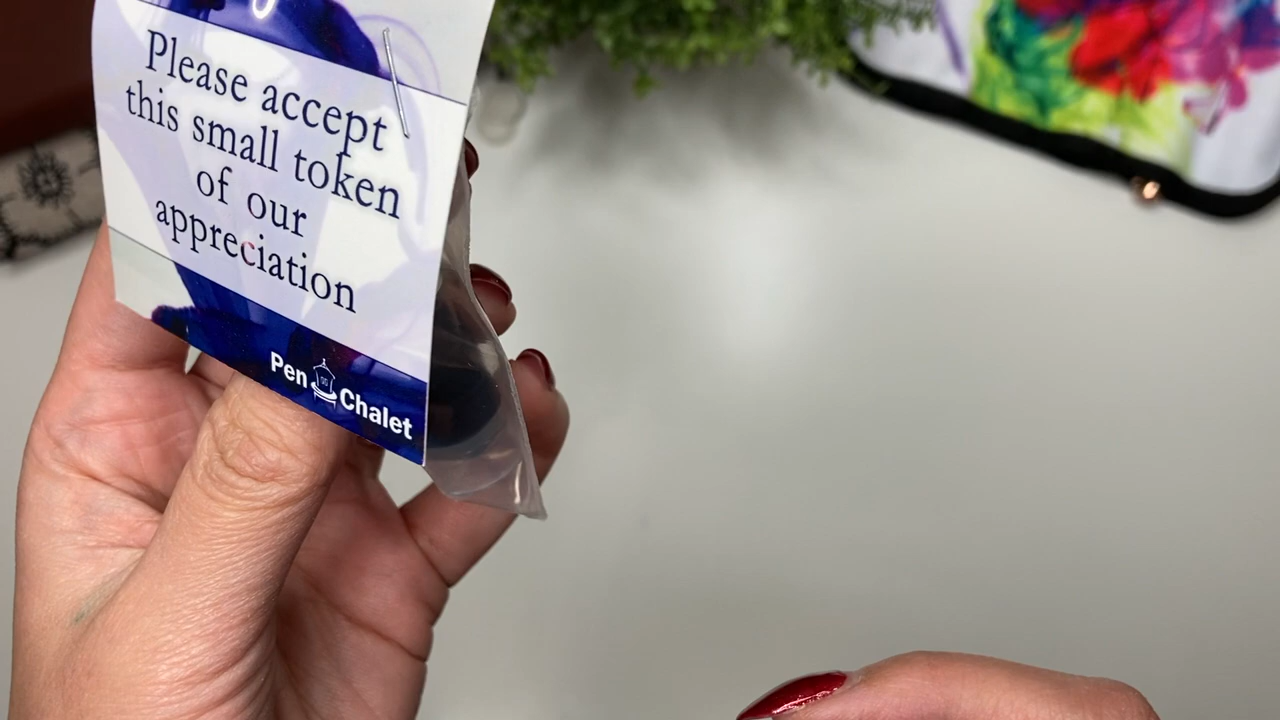 Please accept
this small token
of our
appreciation
Pen Chalet